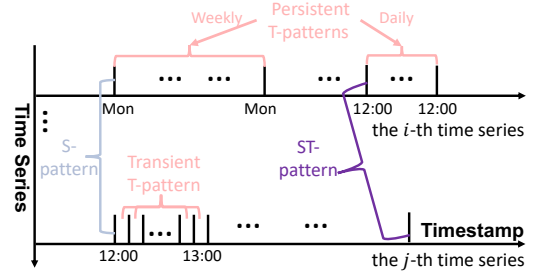 Weekly
Persistent
T-patterns
Daily
... ...
...
...
Mon
Mon
12:00
12:00
the i-th time series
...
Time Series
S-
pattern
Transient
T-pattern
ST-
pattern
...
... ...
Timestamp
12:00
13:00
the j-th time series